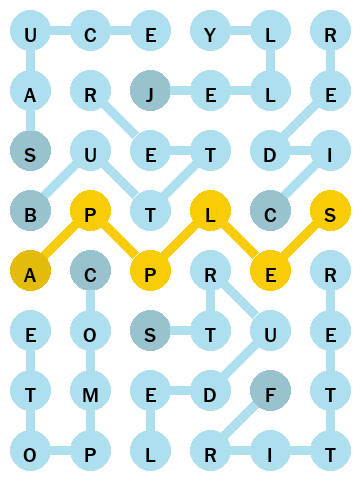 U C E Y L R
A R J E L E
S U E T D I
B P T L C S
A C P R E R
E O S T U E
T M E D F T
O P L R I T